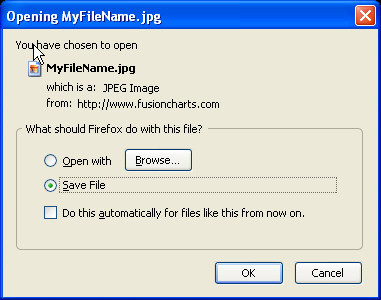 Opening MyFileName.jpg
You have chosen to open
MyFileName.jpg
which is a: JPEG Image
from: http://www.fusioncharts.com
What should Firefox do with this file?
Open with Browse...
Save File
Do this automatically for files like this from now on.
OK Cancel